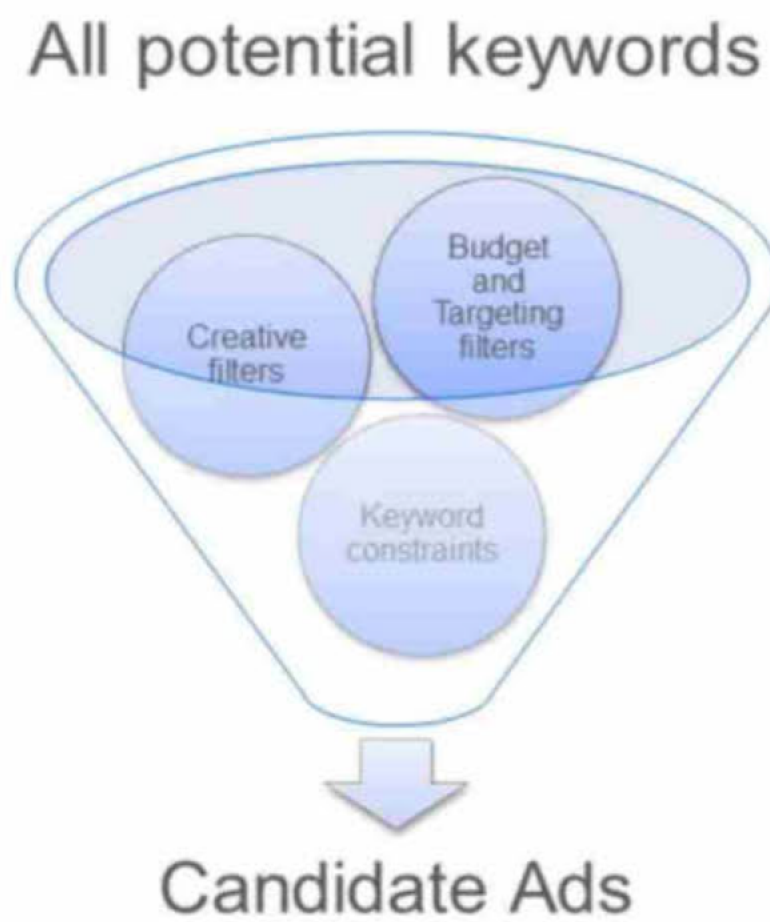 All potential keywords
Budget
and
Targeting
filters
Creative
filters
Keyword
constraints
Candidate Ads